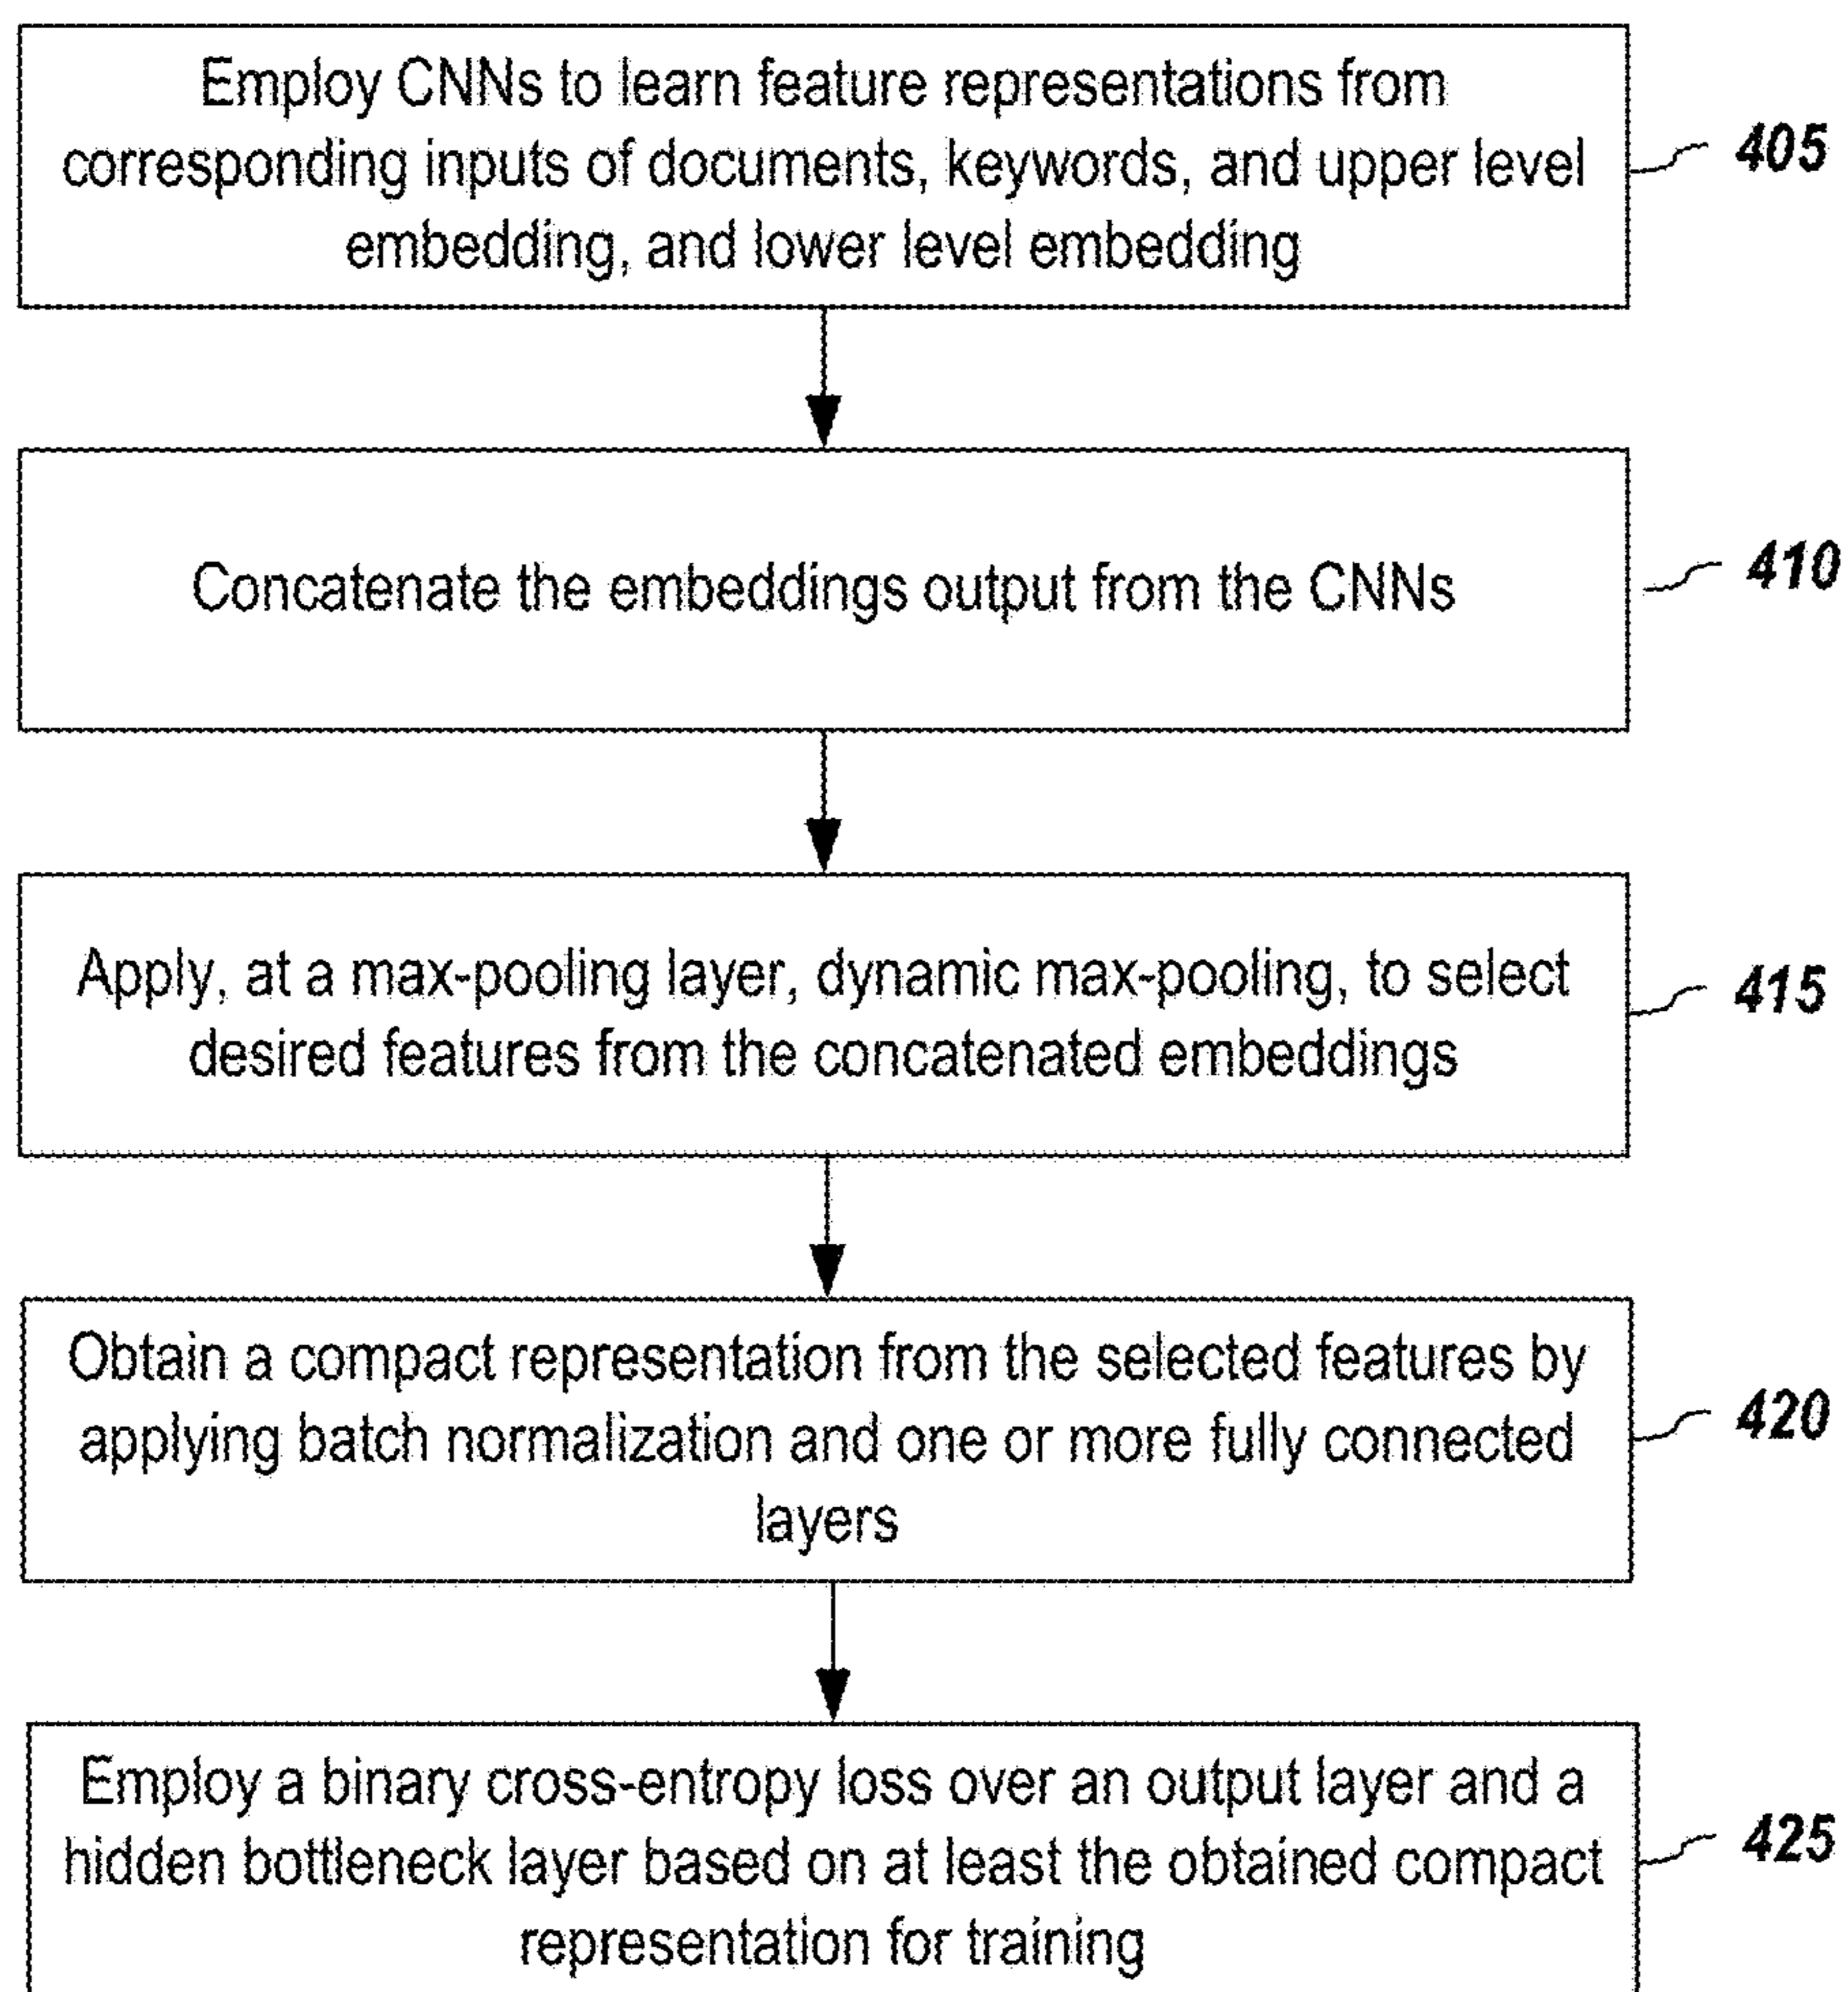 Employ CNNs to learn feature representations from
corresponding inputs of documents, keywords, and upper level
embedding, and lower level embedding
405
Concatenate the embeddings output from the CNNs
410
Apply, at a max-pooling layer, dynamic max-pooling, to select
desired features from the concatenated embeddings
415
Obtain a compact representation from the selected features by
applying batch normalization and one or more fully connected
layers
420
Employ a binary cross-entropy loss over an output layer and a
hidden bottleneck layer based on at least the obtained compact
representation for training
425